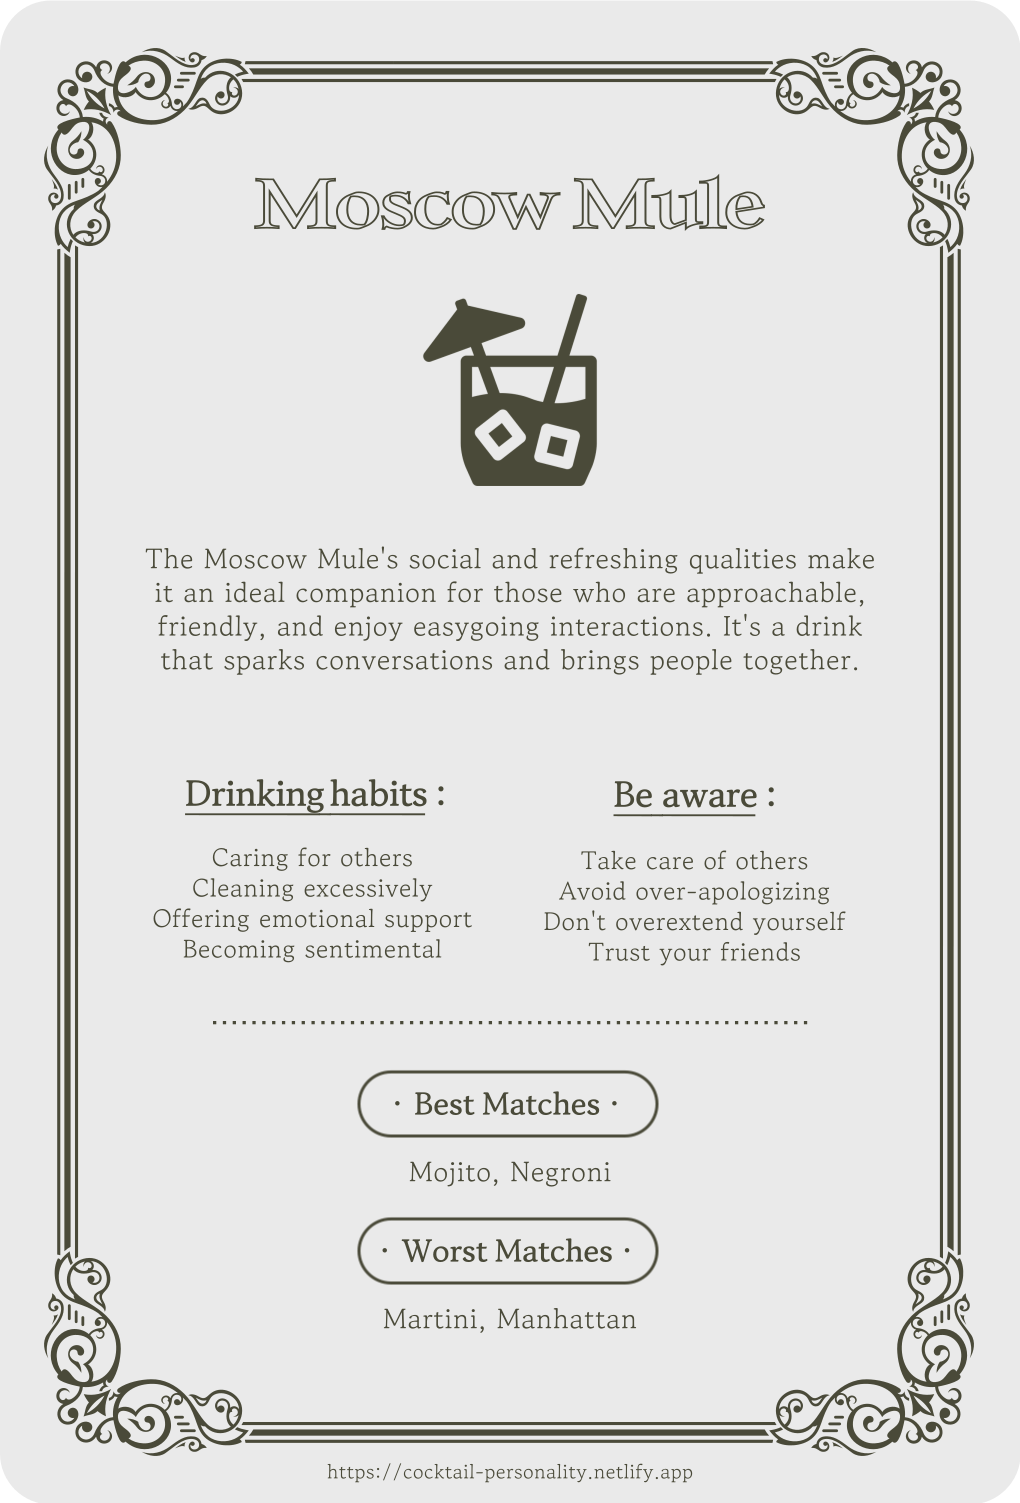 Moscow Mule
The Moscow Mule's social and refreshing qualities make
it an ideal companion for those who are approachable,
friendly, and enjoy easygoing interactions. It's a drink
that sparks conversations and brings people together.
Drinking habits :
Caring for others
Cleaning excessively
Offering emotional support
Becoming sentimental
Be aware :
Take care of others
Avoid over-apologizing
Don't overextend yourself
Trust your friends
· Best Matches ·
Mojito, Negroni
· Worst Matches ·
Martini, Manhattan
https://cocktail-personality.netlify.app